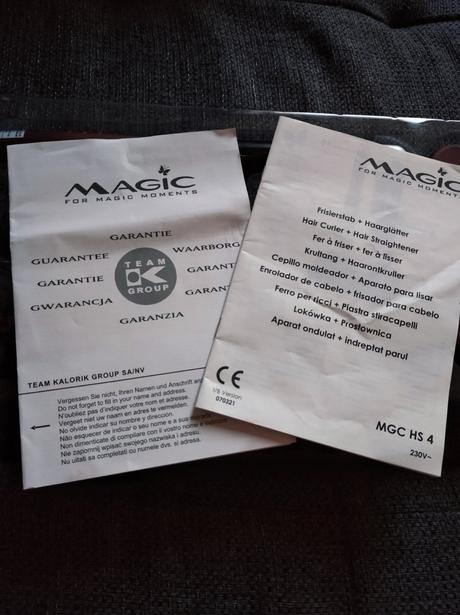 MAGIC
FOR MAGIC MOMENTS
GARANTIE
GUARANTEE
WAARBORG
GARANTIE
GARANT
GWARANCJA
GARAN
GARANZIA
TEAM
K
GROUP
TEAM KALORIK GROUP SA/NV
Vergessen Sie nicht, Ihren Namen und Anschrift an
Do not forget to fill in your name and address.
N'oubliez pas d'indiquer votre nom et adresse.
Vergeet niet uw naam en adres te vermelden.
No olvide indicar su nombre y dirección.
Não esquecer de indicar o seu nome e a sua
Non dimenticate di compilare con il vostro nome e
Nie zapomnij wpisać swojego nazwiska i adresu.
Nu uitati sa completati cu numele dvs. si adresa.
MAGIC
FOR MAGIC MOMENTS
Frisierstab + Haarglätter
Hair Curler + Hair Straightener
Fer à friser + fer à lisser
Krultang + Haarontkruller
Cepillo moldeador + Aparato para lisar
Enrolador de cabelo + frisador para cabelo
Ferro per ricci + Piastra stiracapelli
Lokówka + Prostownica
Aparat ondulat + indreptat parul
CE
I/B Version
070321
MGC HS 4
230V~